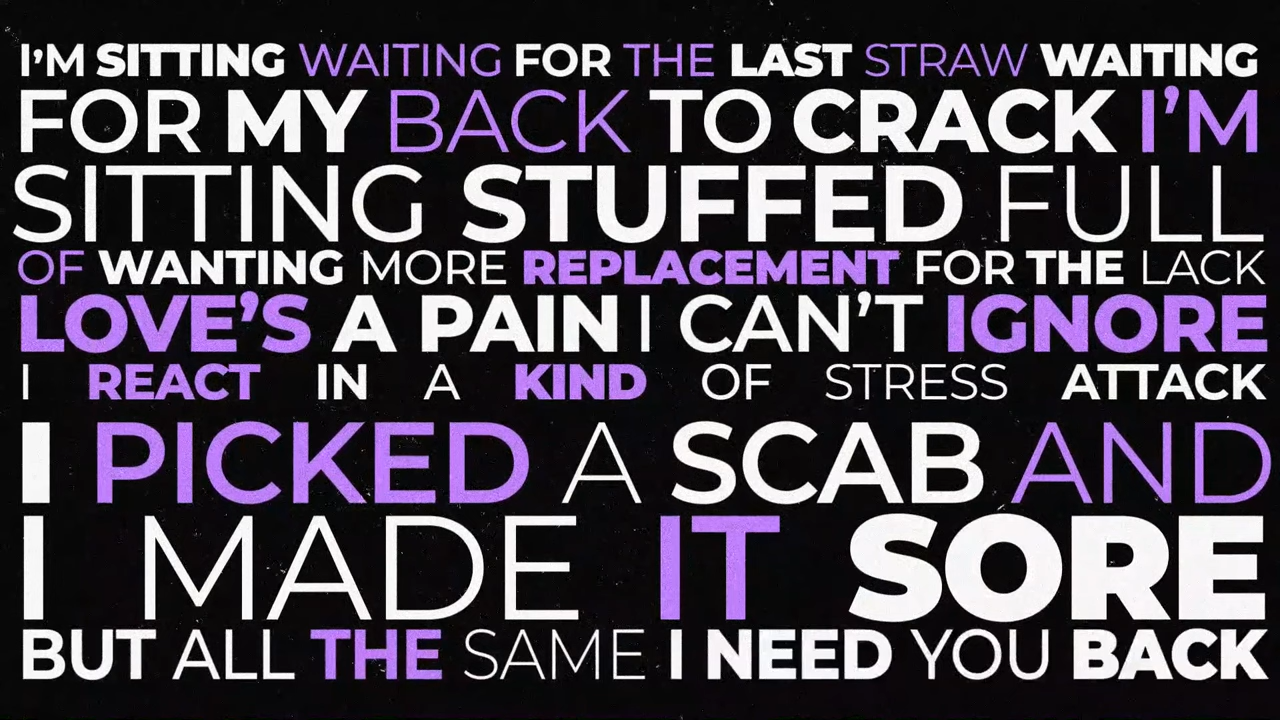 I'M SITTING WAITING FOR THE LAST STRAW WAITING
FOR MY BACK TO CRACK I'M
SITTING STUFFED FULL
OF WANTING MORE REPLACEMENT FOR THE LACK
LOVE'S A PAIN I CAN'T IGNORE
I REACT IN A KIND OF STRESS ATTACK
I PICKED A SCAB AND
I MADE IT SORE
BUT ALL THE SAME I NEED YOU BACK